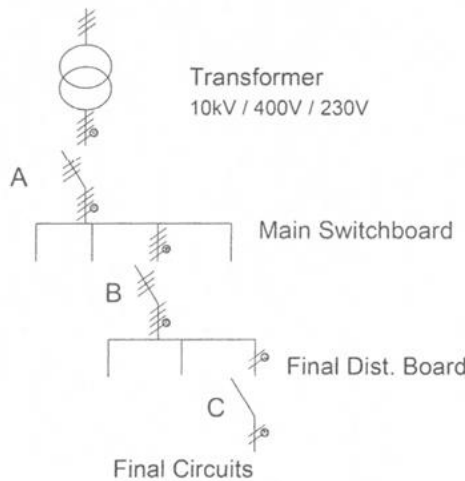 Transformer
10kV / 400V / 230V
A
Main Switchboard
B
Final Dist. Board
C
Final Circuits